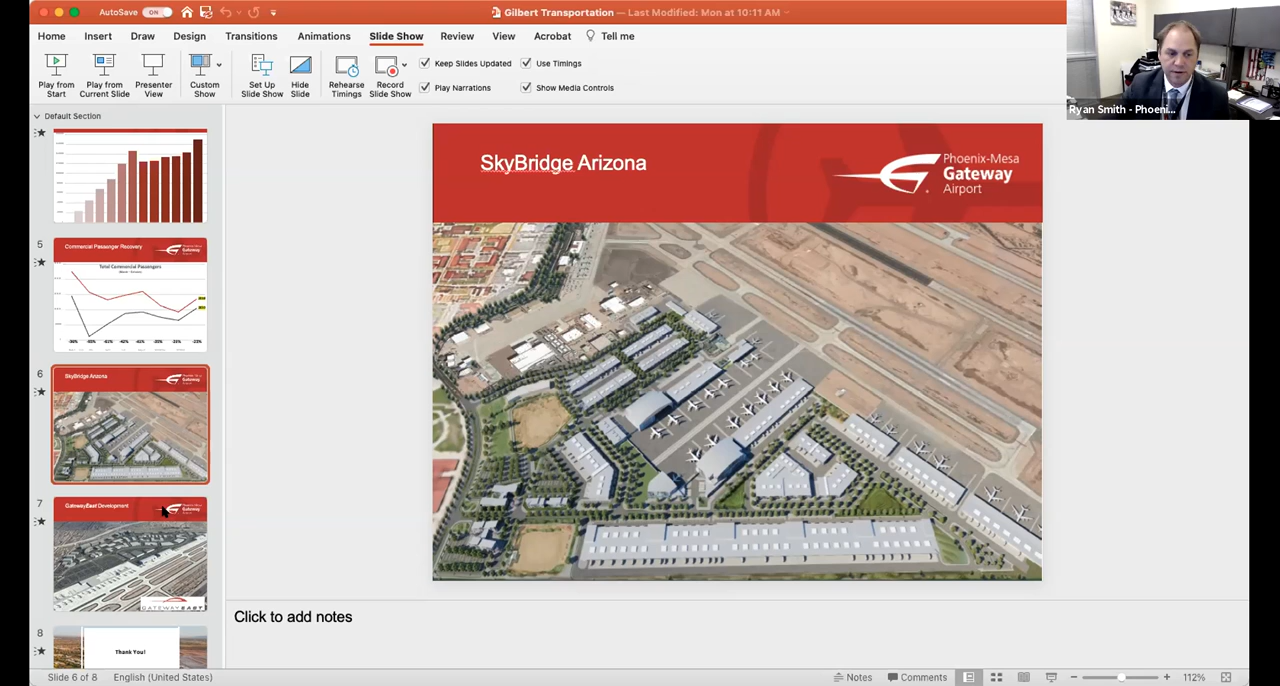 AutoSave ON
Gilbert Transportation — Last Modified: Mon at 10:11 AM
Home Insert Draw Design Transitions Animations Slide Show Review View Acrobat Tell me
Play from Start
Play from Current Slide
Presenter View
Custom Show
Set Up Slide Show
Hide Slide
Rehearse Timings
Record Slide Show
Keep Slides Updated
Use Timings
Play Narrations
Show Media Controls
Ryan Smith - Phoeni...
Default Section
5
Commercial Passenger Recovery
Total Commercial Passengers
6
SkyBridge Arizona
7
GatewayEast Development
GATEWAYEAST
8
Thank You!
SkyBridge Arizona
Phoenix-Mesa
Gateway
Airport
Click to add notes
Slide 6 of 8
English (United States)
Notes
Comments
112%